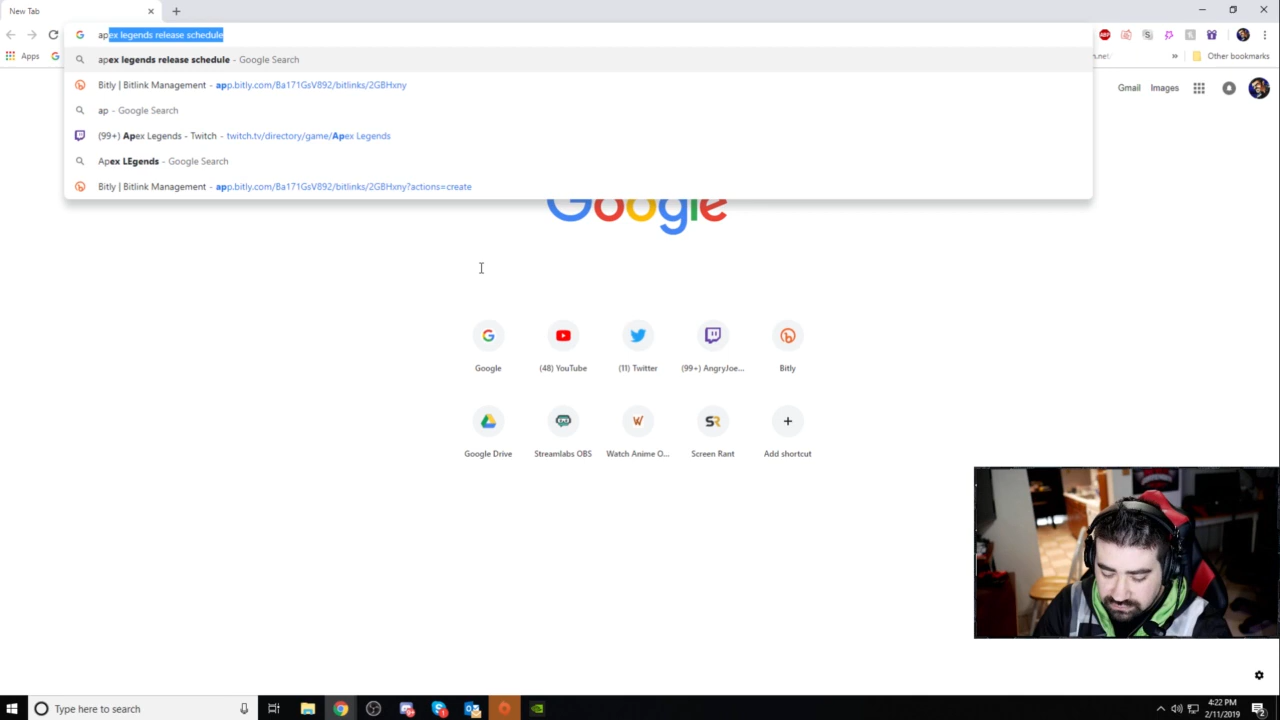 New Tab
apex legends release schedule
apex legends release schedule - Google Search
Bitly | Bitlink Management - app.bitly.com/Ba171GsV892/bitlinks/2GBHxny
ap - Google Search
(99+) Apex Legends - Twitch - twitch.tv/directory/game/Apex Legends
Apex LEgends - Google Search
Bitly | Bitlink Management - app.bitly.com/Ba171GsV892/bitlinks/2GBHxny?actions=create
Apps
Other bookmarks
Gmail Images
Google
Google
(48) YouTube
(11) Twitter
(99+) AngryJoe...
Bitly
Google Drive
Streamlabs OBS
Watch Anime O...
Screen Rant
Add shortcut
Type here to search
4:22 PM
2/11/2019